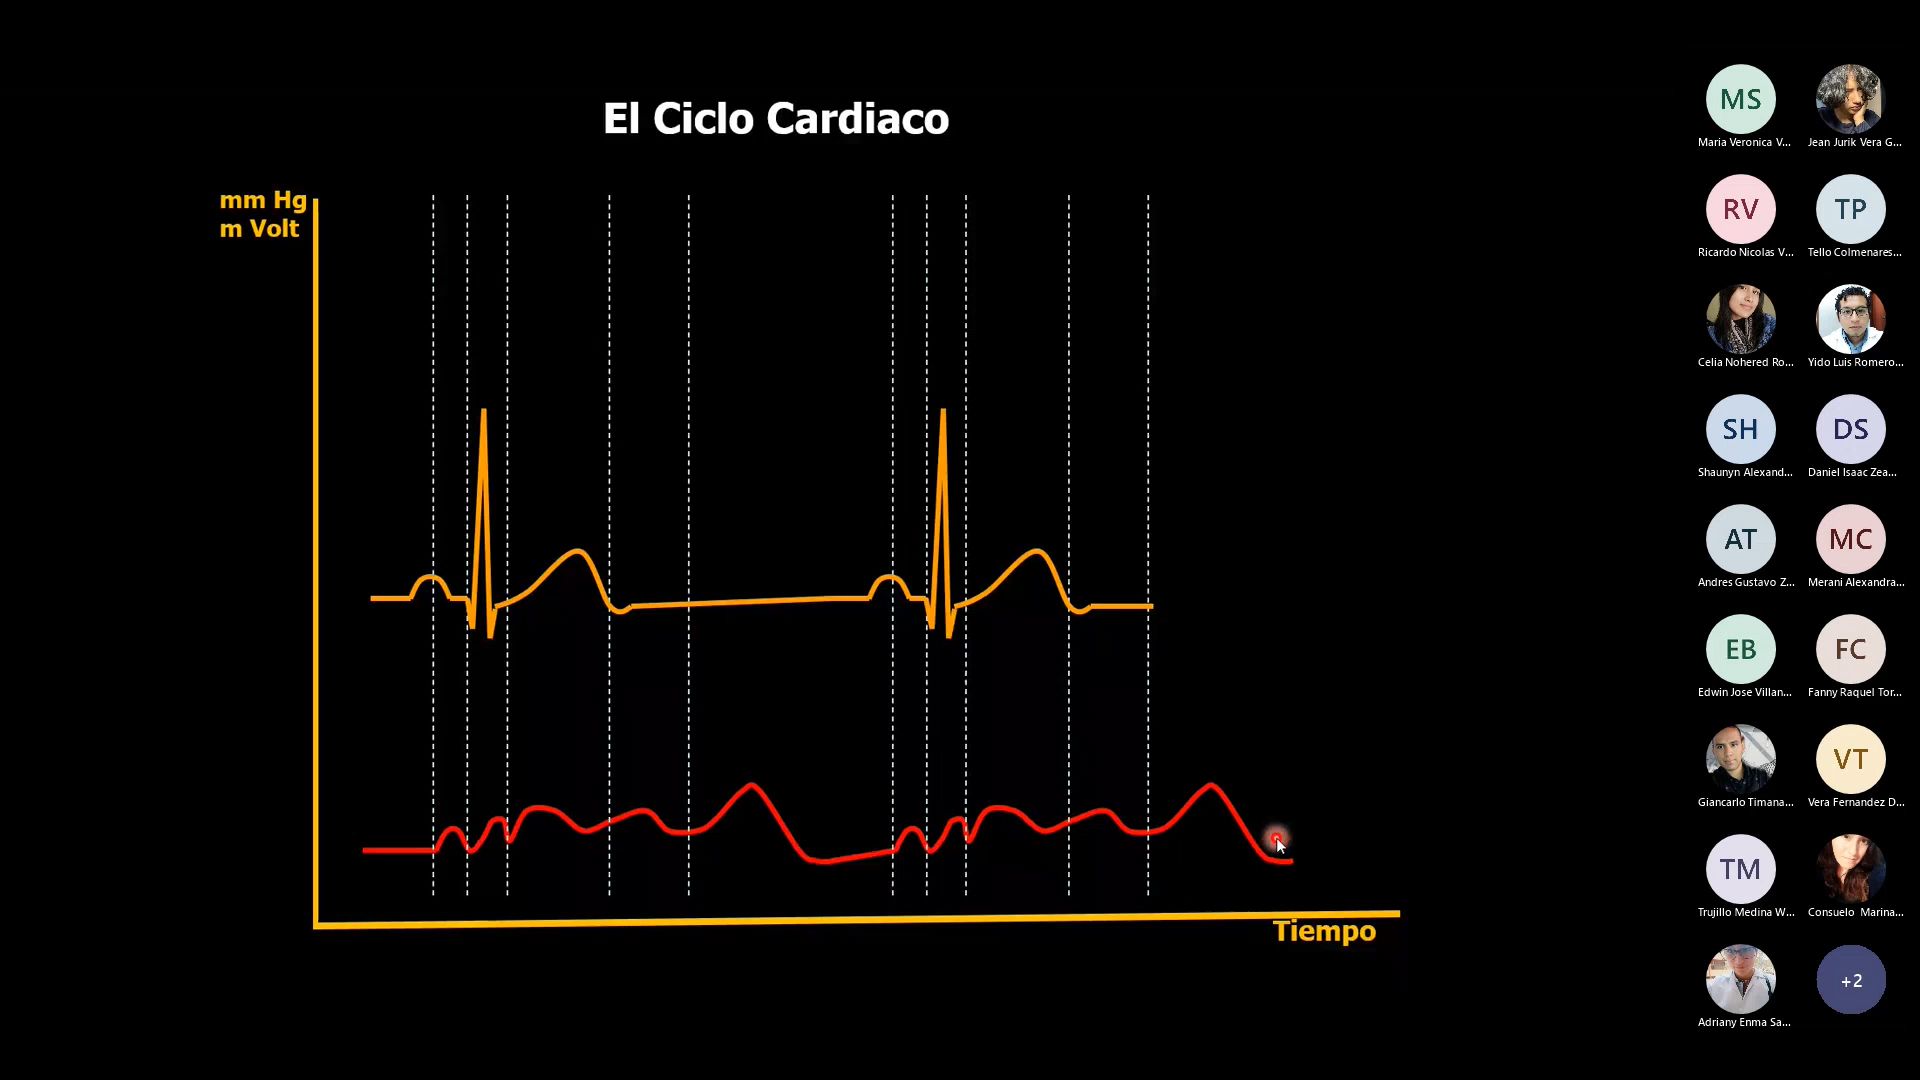 El Ciclo Cardiaco
mm Hg
m Volt
Tiempo
MS
Maria Veronica V...
Jean Jurik Vera G...
RV
Ricardo Nicolas V...
TP
Tello Colmenares...
Celia Nohered Ro...
Yido Luis Romero...
SH
Shaunyn Alexand...
DS
Daniel Isaac Zea...
AT
Andres Gustavo Z...
MC
Merani Alexandra...
EB
Edwin Jose Villan...
FC
Fanny Raquel Tor...
Giancarlo Timana...
VT
Vera Fernandez D...
TM
Trujillo Medina W...
Consuelo Marina...
Adriany Enma Sa...
+2